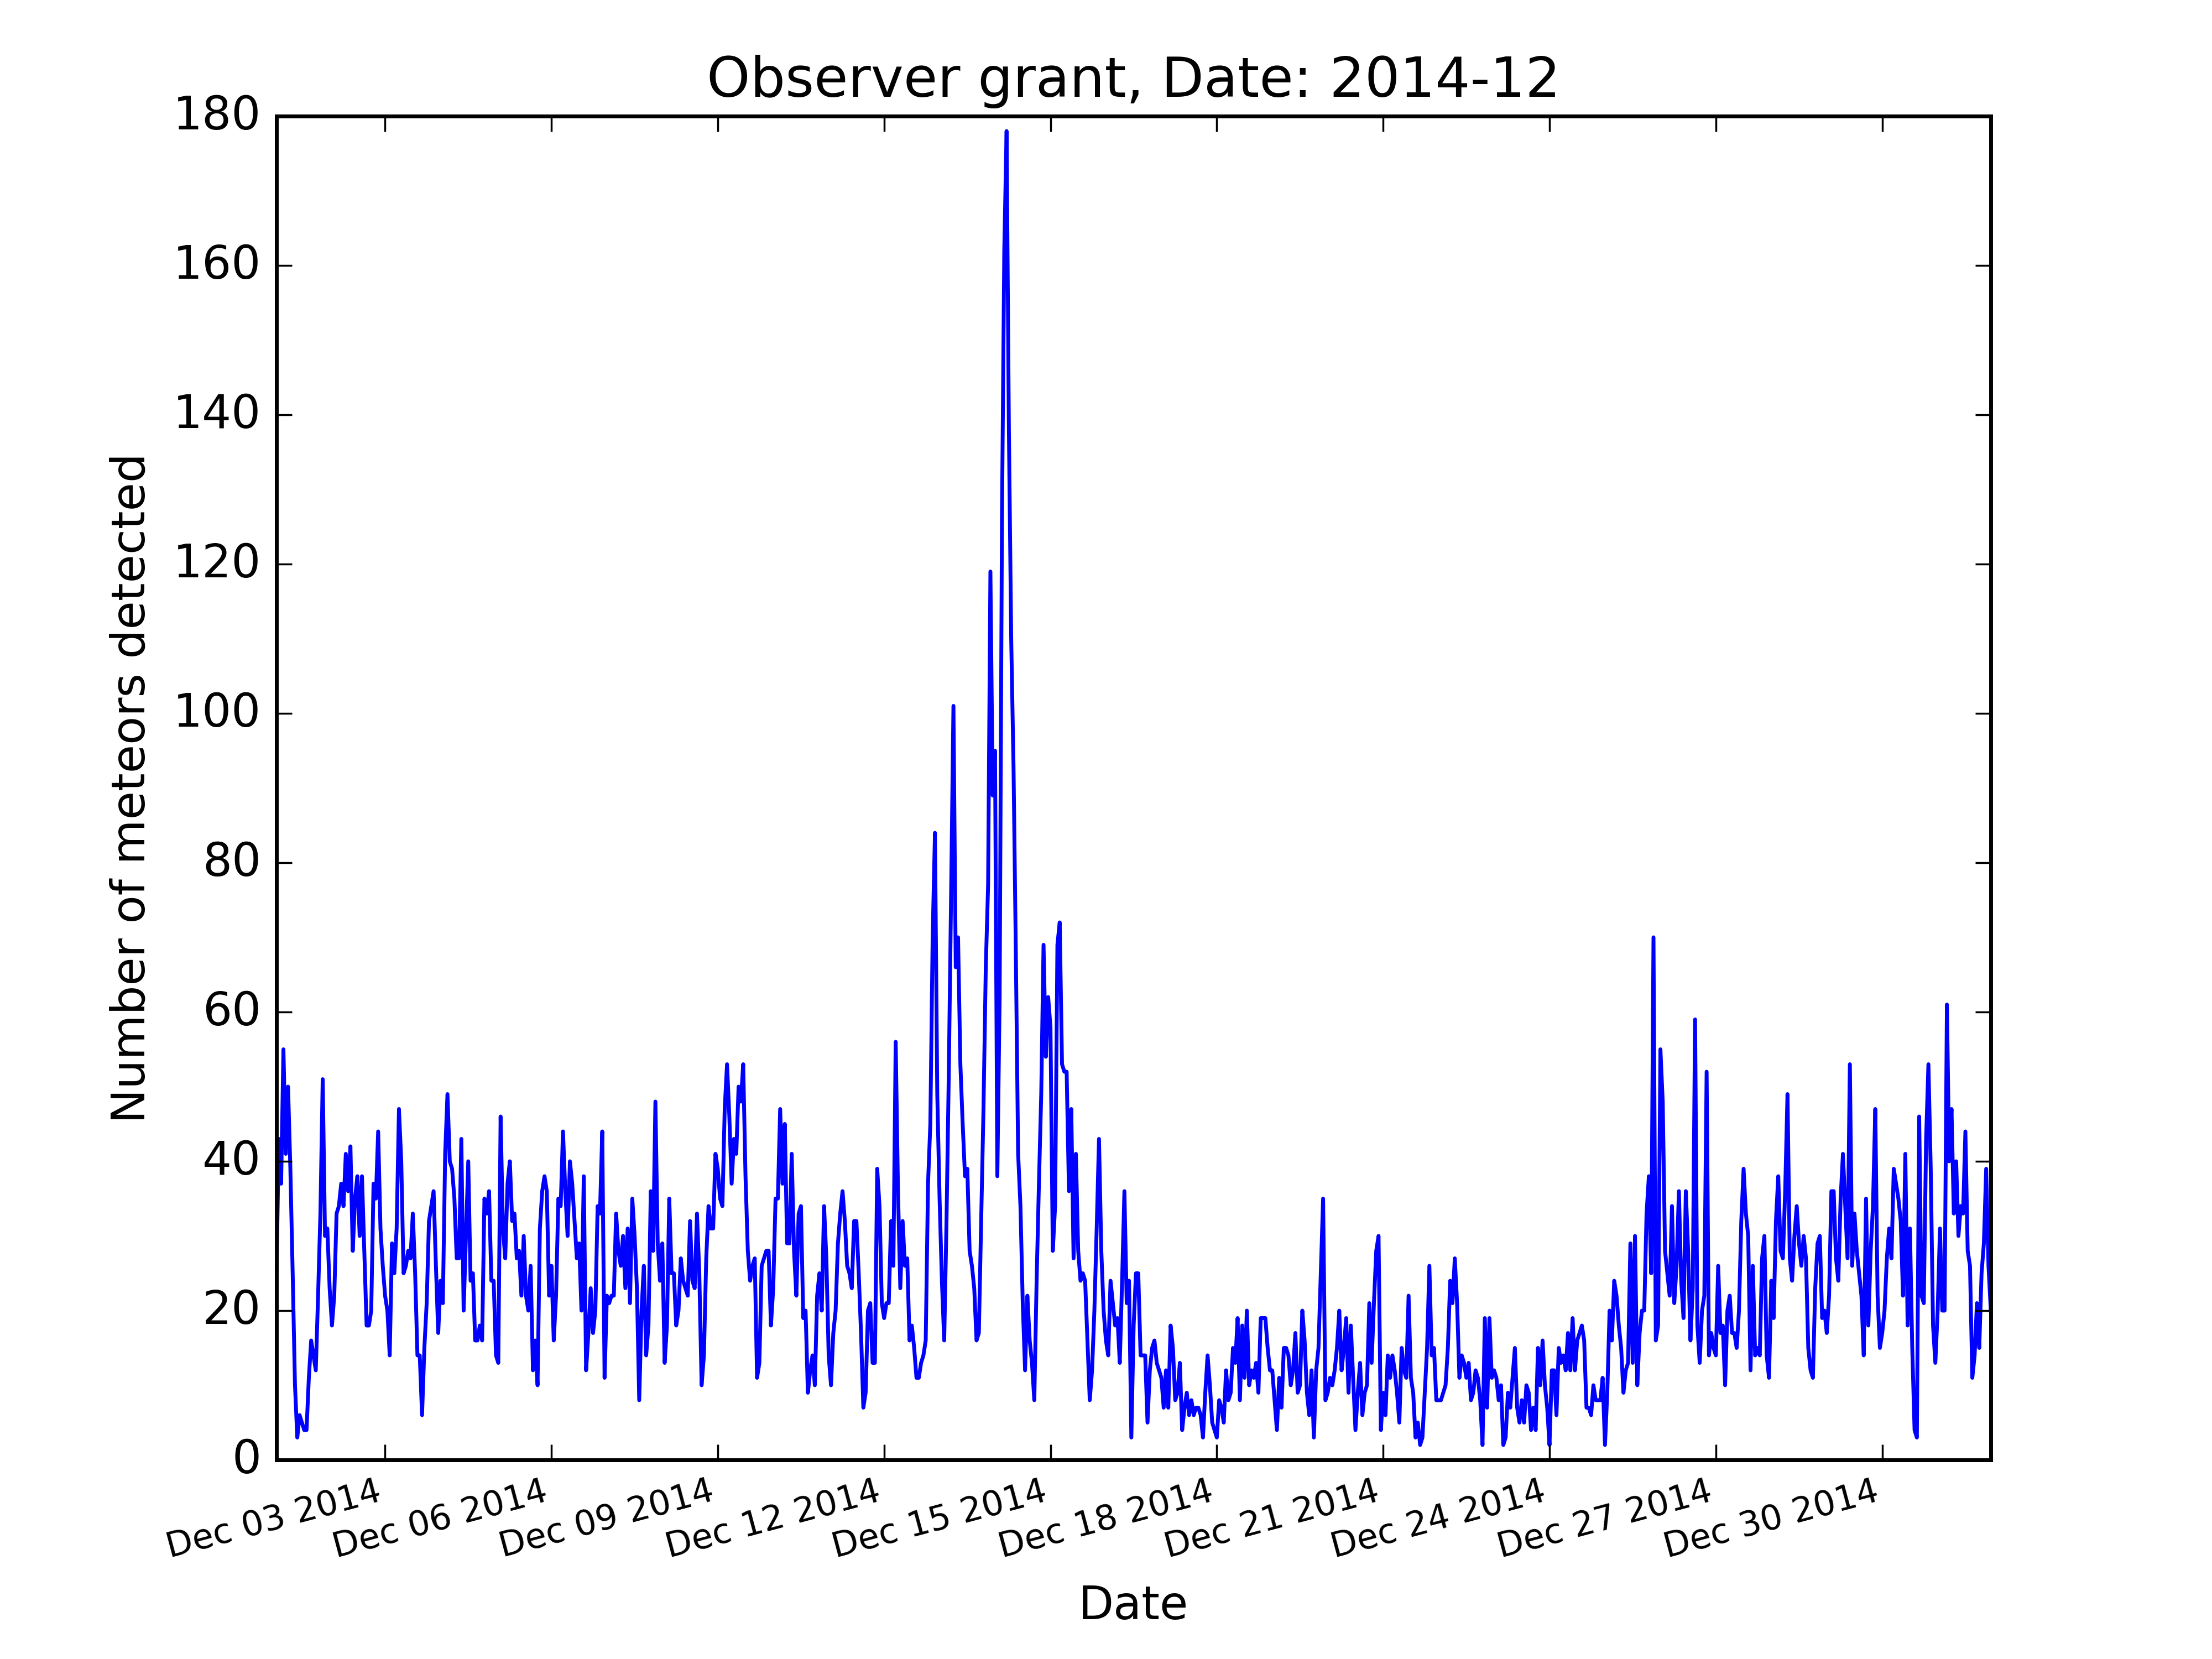 Observer grant, Date: 2014-12
Number of meteors detected
180
160
140
120
100
80
60
40
20
0
Dec 03 2014
Dec 06 2014
Dec 09 2014
Dec 12 2014
Dec 15 2014
Dec 18 2014
Dec 21 2014
Dec 24 2014
Dec 27 2014
Dec 30 2014
Date